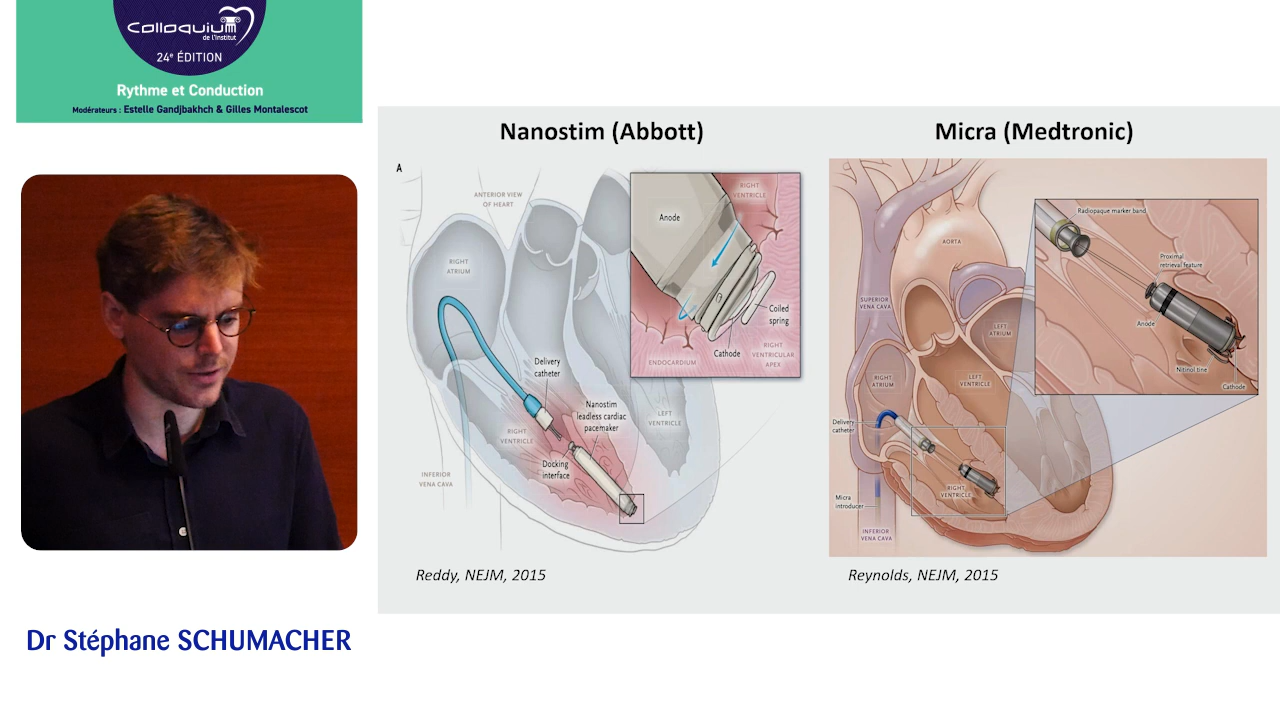 Colloquium
de l'Institut
24e ÉDITION
Rythme et Conduction
Modérateurs : Estelle Gandjbakhch & Gilles Montalescot
Nanostim (Abbott)
A
ANTERIOR VIEW
OF HEART
RIGHT
ATRIUM
Delivery
catheter
Nanostim
leadless cardiac
pacemaker
RIGHT
VENTRICLE
LEFT
VENTRICLE
Docking
interface
INFERIOR
VENA CAVA
Anode
RIGHT
VENTRICLE
Coiled
spring
Cathode
ENDOCARDIUM
RIGHT
VENTRICULAR
APEX
Reddy, NEJM, 2015
Micra (Medtronic)
AORTA
SUPERIOR
VENA CAVA
LEFT
ATRIUM
RIGHT
ATRIUM
LEFT
VENTRICLE
Delivery
catheter
RIGHT
VENTRICLE
Micra
introducer
INFERIOR
VENA CAVA
Radiopaque marker band
Proximal
retrieval feature
Anode
Nitinol tine
Cathode
Reynolds, NEJM, 2015
Dr Stéphane SCHUMACHER